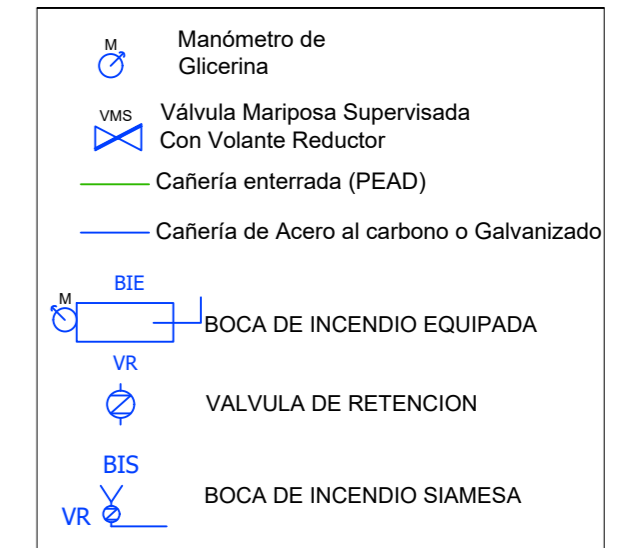 M
Manómetro de
Glicerina
VMS
Válvula Mariposa Supervisada
Con Volante Reductor
Cañería enterrada (PEAD)
Cañería de Acero al carbono o Galvanizado
BIE
M
BOCA DE INCENDIO EQUIPADA
VR
VALVULA DE RETENCION
BIS
BOCA DE INCENDIO SIAMESA
VR